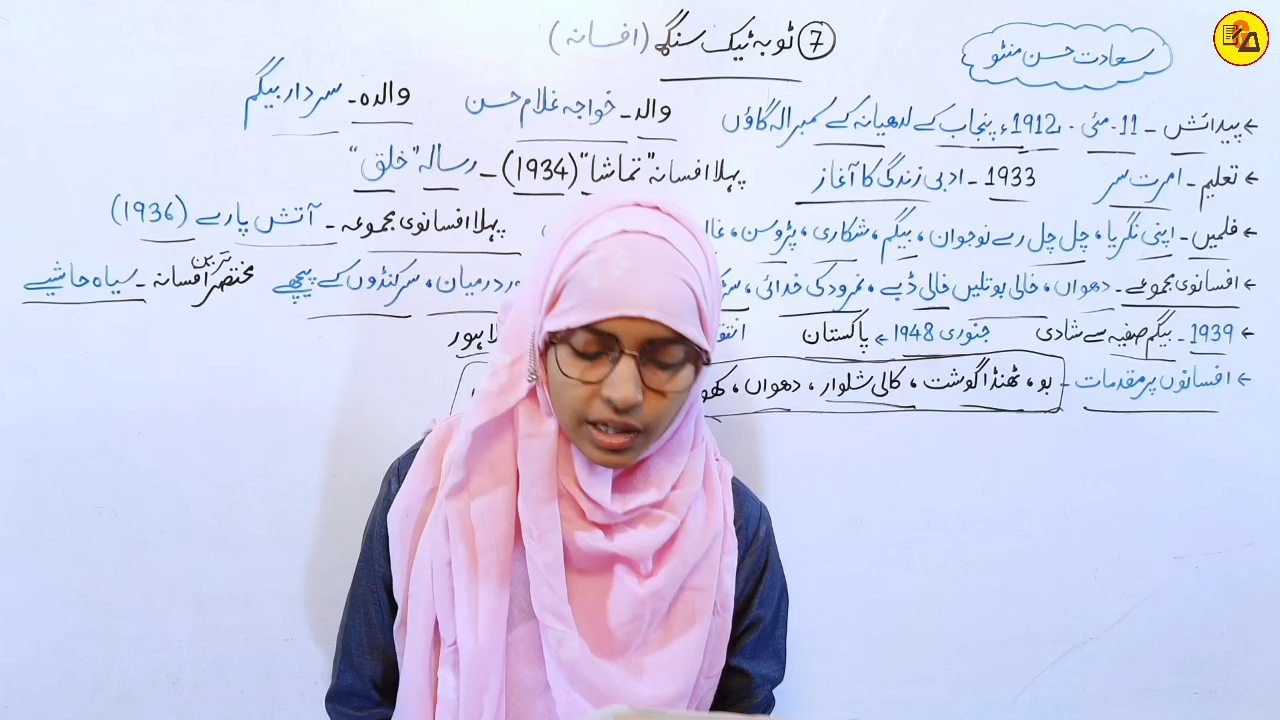 ⑦ ٹوبہ ٹیک سنگھ (افسانہ)
سعادت حسن منٹو
پیدائش ۔ 11۔ مئی ۔ 1912ء، پنجاب کے لدھیانہ کے کمبرالہ گاؤں
والد ۔ خواجہ غلام حسن والدہ ۔ سردار بیگم
تعلیم ۔ امرت سر 1933 ۔ ادبی زندگی کا آغاز پہلا افسانہ "تماشا" (1934) ۔ رسالہ "خلق"
فلمیں ۔ اپنی نگریا، چل چل رے نوجوان، بیگم، شکاری، پڑوسن،
پہلا افسانوی مجموعہ ۔ آتش پارے (1936)
افسانوی مجموعے ۔ دھواں، خالی بوتلیں خالی ڈبے، نمرود کی خدائی، درمیان، سرکنڈوں کے پیچھے
مختصر ترین افسانہ ۔ سیاہ حاشیے
1939 ۔ بیگم صفیہ سے شادی جنوری 1948 ← پاکستان لاہور
افسانوں پر مقدمات ۔ بو، ٹھنڈا گوشت، کالی شلوار، دھواں،